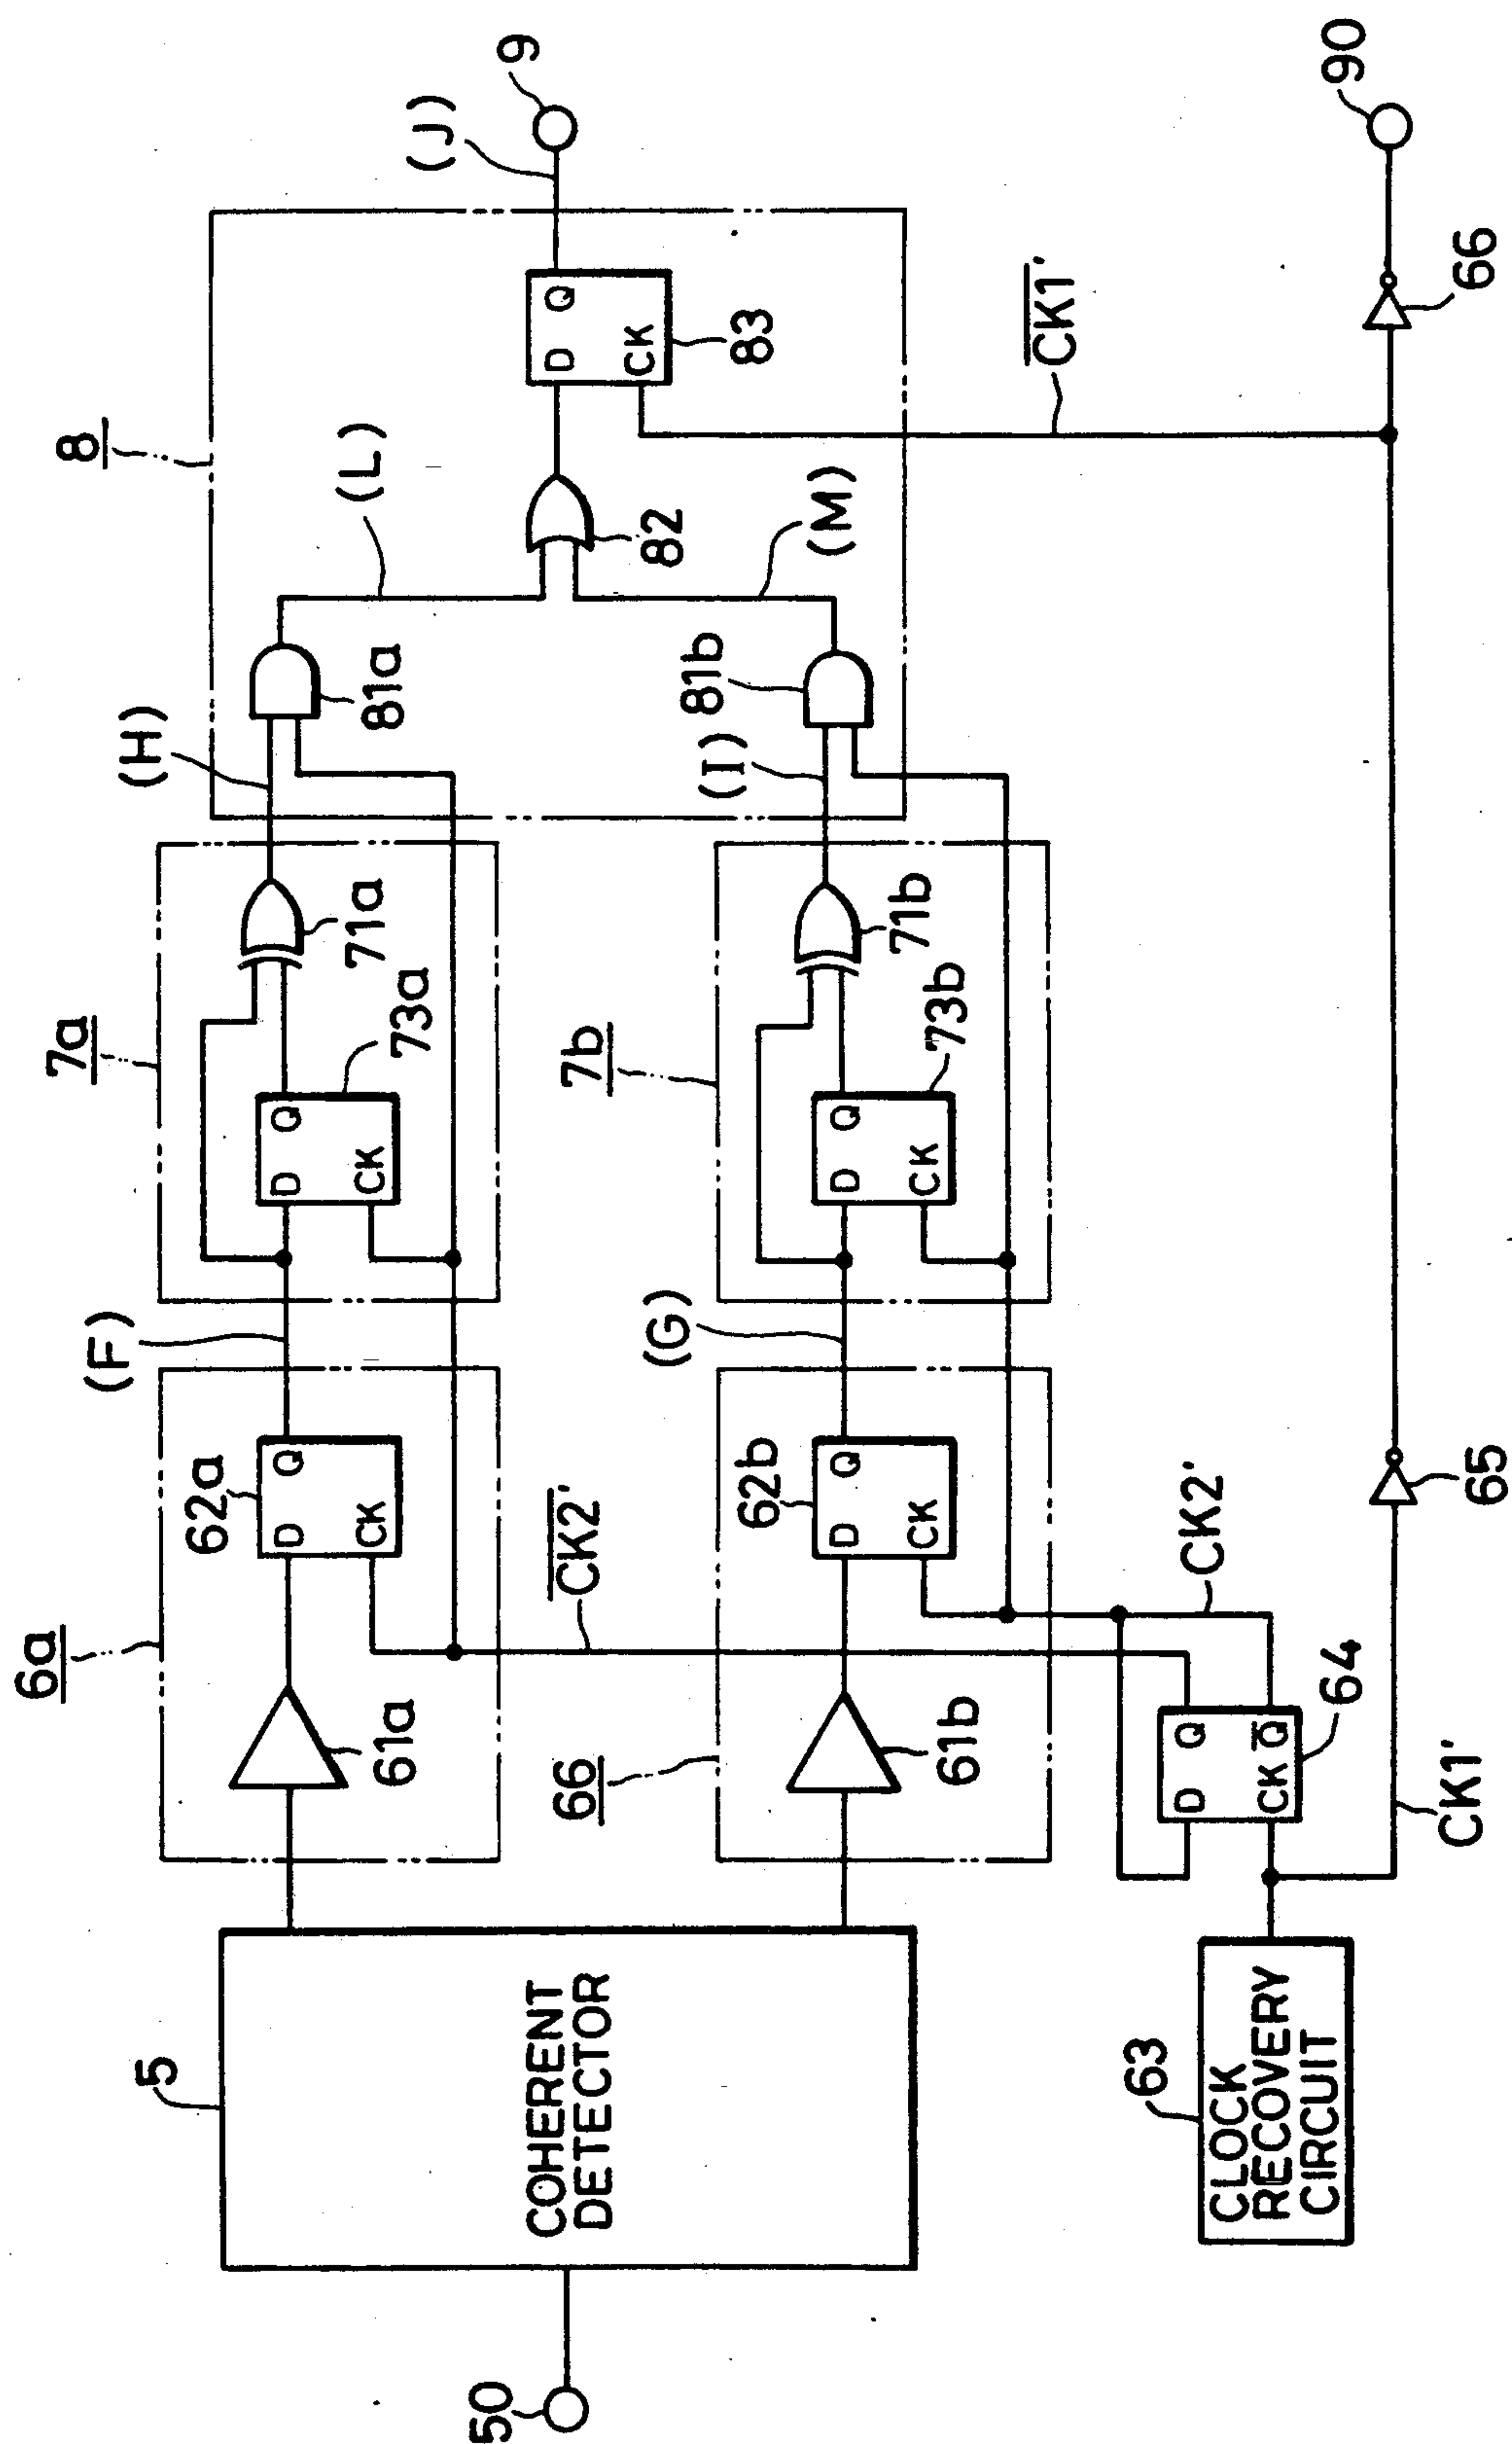 50
5
COHERENT
DETECTOR
6a
61a
62a
D
Q
CK
(F)
7a
D
Q
CK
73a
71a
(H)
8
81a
(L)
82
D
Q
CK
83
(J)
9
66
61b
62b
D
Q
CK
(G)
7b
D
Q
CK
73b
71b
(I)
81b
(M)
C̅K̅2̅'
CK2'
63
CLOCK
RECOVERY
CIRCUIT
D
Q
CK
Q̅
64
CK1'
65
C̅K̅1̅'
66
90